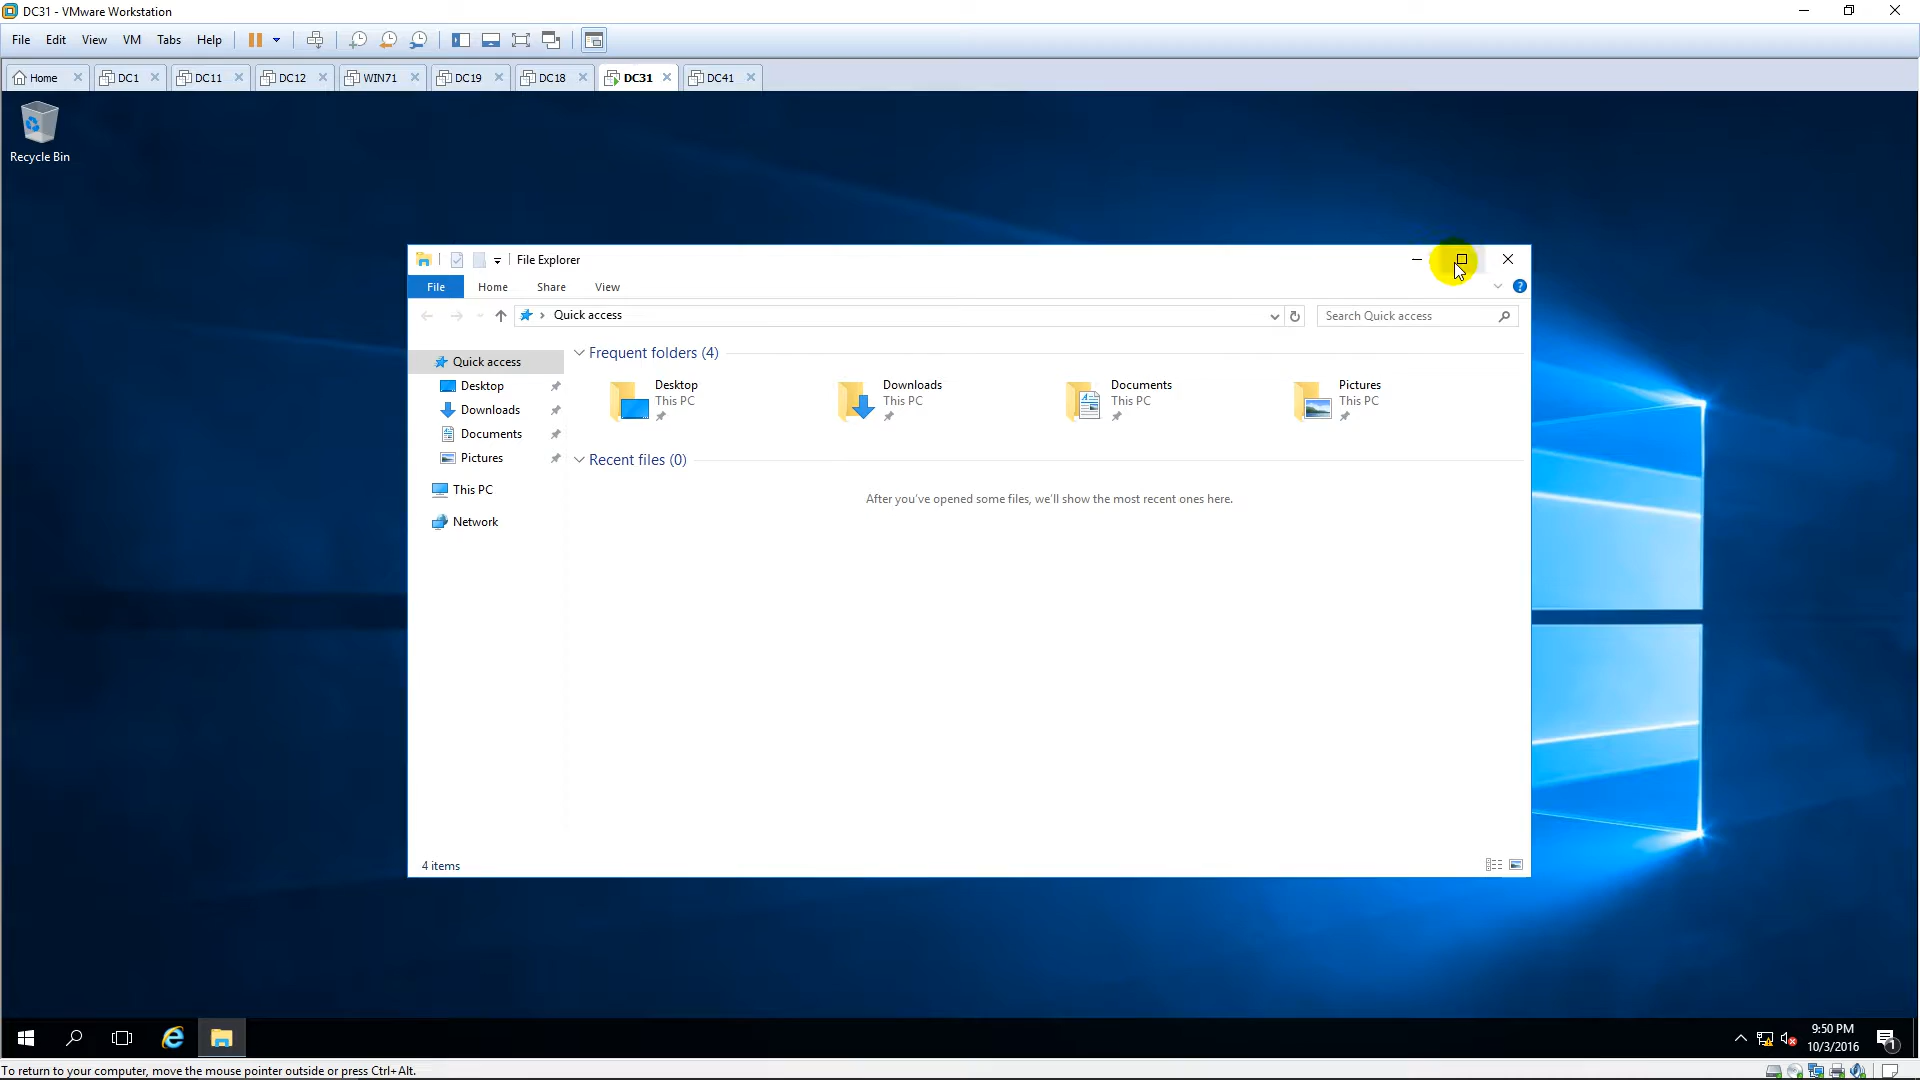 DC31 - VMware Workstation
File Edit View VM Tabs Help
Home DC1 DC11 DC12 WIN71 DC19 DC18 DC31 DC41
Recycle Bin
File Explorer
File Home Share View
Quick access
Search Quick access
Quick access
Desktop
Downloads
Documents
Pictures
This PC
Network
Frequent folders (4)
Desktop
This PC
Downloads
This PC
Documents
This PC
Pictures
This PC
Recent files (0)
After you've opened some files, we'll show the most recent ones here.
4 items
9:50 PM
10/3/2016
1
To return to your computer, move the mouse pointer outside or press Ctrl+Alt.